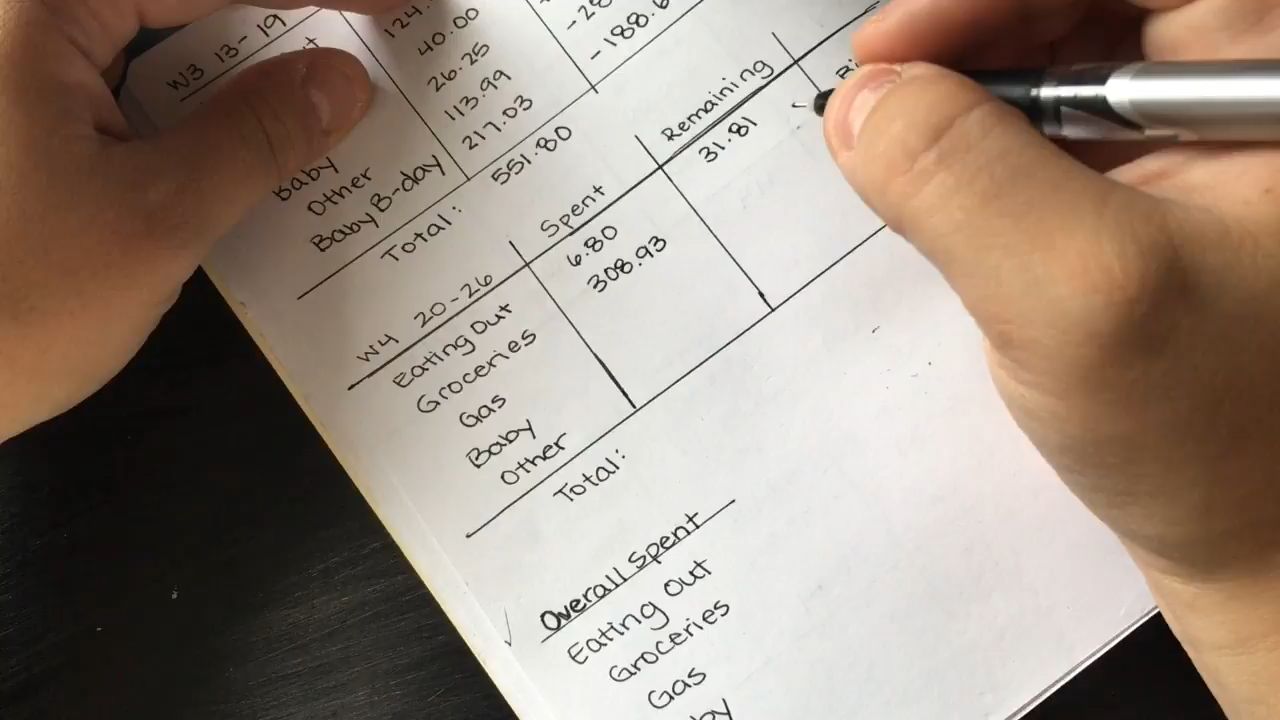 W3 13-19
124.
40.00
-28
26.25
-188.6
113.99
Baby
Other 217.03
Baby B-day
Total: 551.80
W4 20-26 Spent Remaining
Eating Out 6.80 31.81
Groceries 308.93
Gas
Baby
Other
Total:
Overall Spent
Eating out
Groceries
Gas